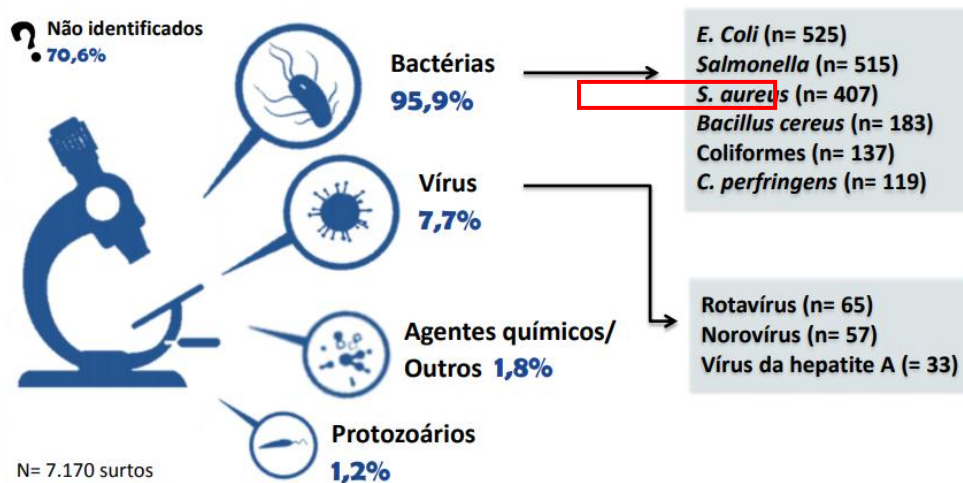 Não identificados
70,6%
Bactérias
95,9%
E. Coli (n= 525)
Salmonella (n= 515)
S. aureus (n= 407)
Bacillus cereus (n= 183)
Coliformes (n= 137)
C. perfringens (n= 119)
Vírus
7,7%
Rotavírus (n= 65)
Norovírus (n= 57)
Vírus da hepatite A (= 33)
Agentes químicos/
Outros 1,8%
Protozoários
1,2%
N= 7.170 surtos